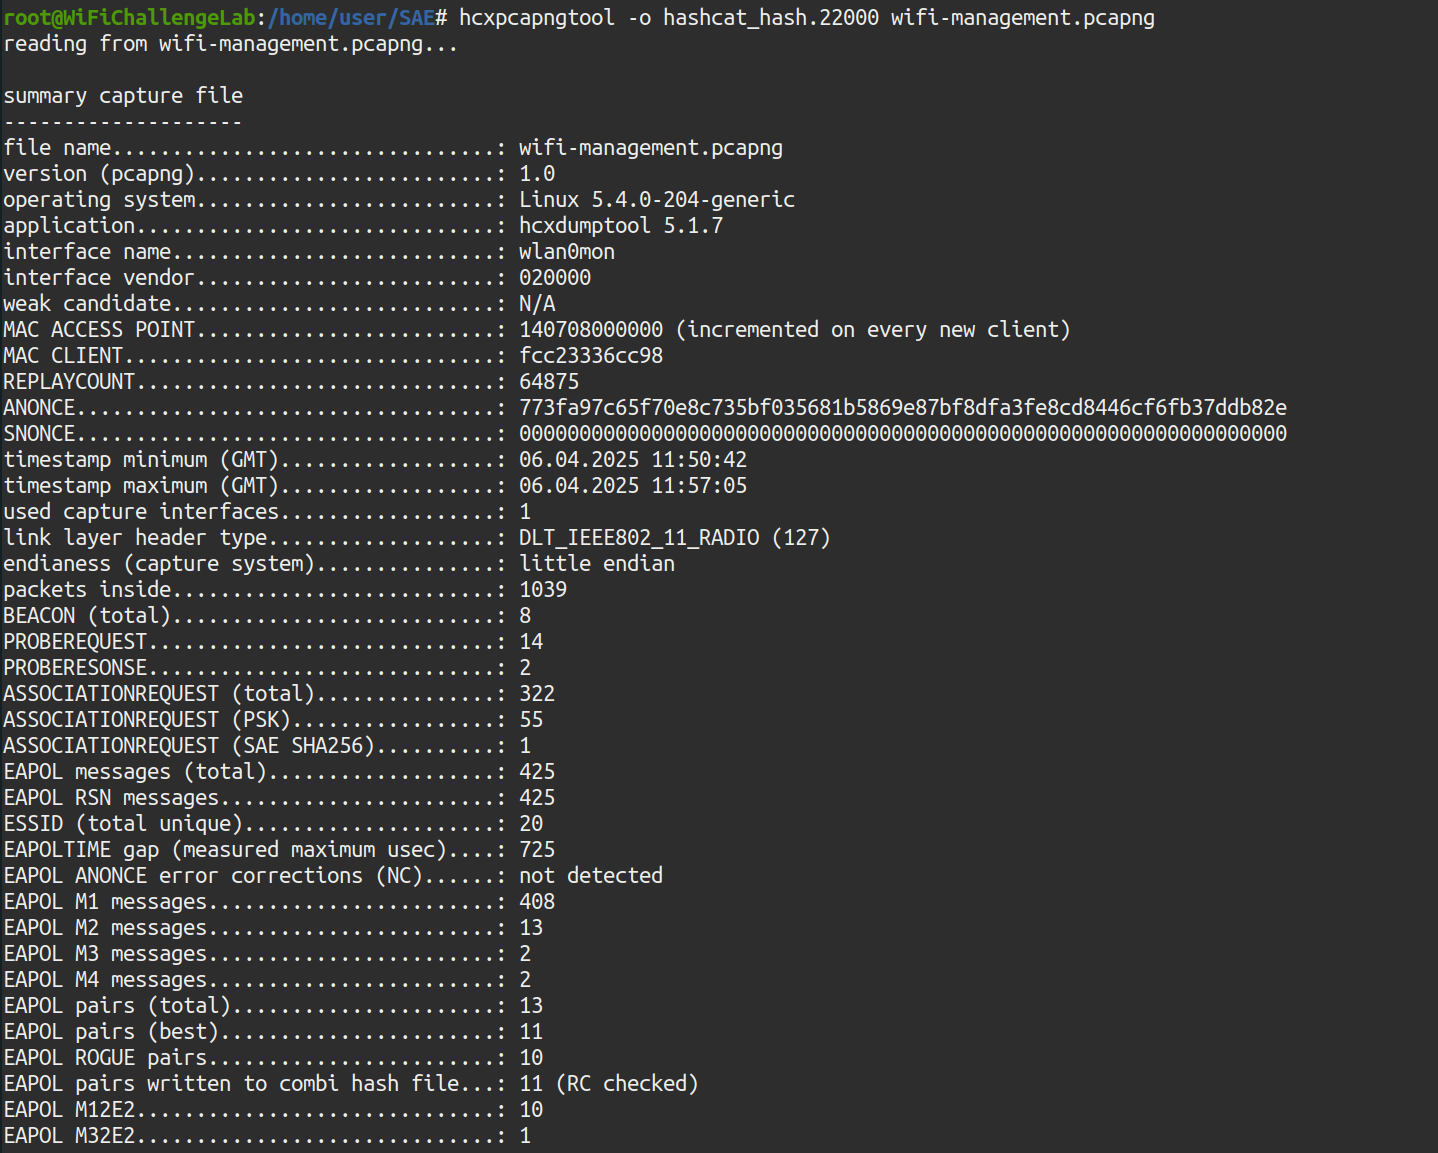 root@WiFiChallengeLab:/home/user/SAE# hcxpcapngtool -o hashcat_hash.22000 wifi-management.pcapng
reading from wifi-management.pcapng...

summary capture file
--------------------
file name................................: wifi-management.pcapng
version (pcapng).........................: 1.0
operating system.........................: Linux 5.4.0-204-generic
application..............................: hcxdumptool 5.1.7
interface name...........................: wlan0mon
interface vendor.........................: 020000
weak candidate...........................: N/A
MAC ACCESS POINT.........................: 140708000000 (incremented on every new client)
MAC CLIENT...............................: fcc23336cc98
REPLAYCOUNT..............................: 64875
ANONCE...................................: 773fa97c65f70e8c735bf035681b5869e87bf8dfa3fe8cd8446cf6fb37ddb82e
SNONCE...................................: 0000000000000000000000000000000000000000000000000000000000000000
timestamp minimum (GMT)..................: 06.04.2025 11:50:42
timestamp maximum (GMT)..................: 06.04.2025 11:57:05
used capture interfaces..................: 1
link layer header type...................: DLT_IEEE802_11_RADIO (127)
endianess (capture system)...............: little endian
packets inside...........................: 1039
BEACON (total)...........................: 8
PROBEREQUEST.............................: 14
PROBERESONSE.............................: 2
ASSOCIATIONREQUEST (total)...............: 322
ASSOCIATIONREQUEST (PSK).................: 55
ASSOCIATIONREQUEST (SAE SHA256)..........: 1
EAPOL messages (total)...................: 425
EAPOL RSN messages.......................: 425
ESSID (total unique).....................: 20
EAPOLTIME gap (measured maximum usec)....: 725
EAPOL ANONCE error corrections (NC)......: not detected
EAPOL M1 messages........................: 408
EAPOL M2 messages........................: 13
EAPOL M3 messages........................: 2
EAPOL M4 messages........................: 2
EAPOL pairs (total)......................: 13
EAPOL pairs (best).......................: 11
EAPOL ROGUE pairs........................: 10
EAPOL pairs written to combi hash file...: 11 (RC checked)
EAPOL M12E2..............................: 10
EAPOL M32E2..............................: 1